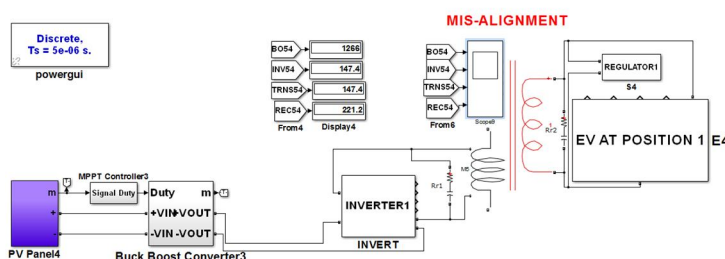 MIS-ALIGNMENT
Discrete,
Ts = 5e-06 s.
powergui
BO54
INV54
TRNS54
REC54
From4
1266
147.4
147.4
221.2
Display4
BO54
INV54
TRNS54
REC54
From6
Scope9
REGULATOR1
S4
Rr2
EV AT POSITION 1
E4
MPPT Controller3
Signal Duty
m
+
-
PV Panel4
Duty
m
+VIN
+VOUT
-VIN
-VOUT
Buck Boost Converter3
INVERTER1
INVERT
Rr1